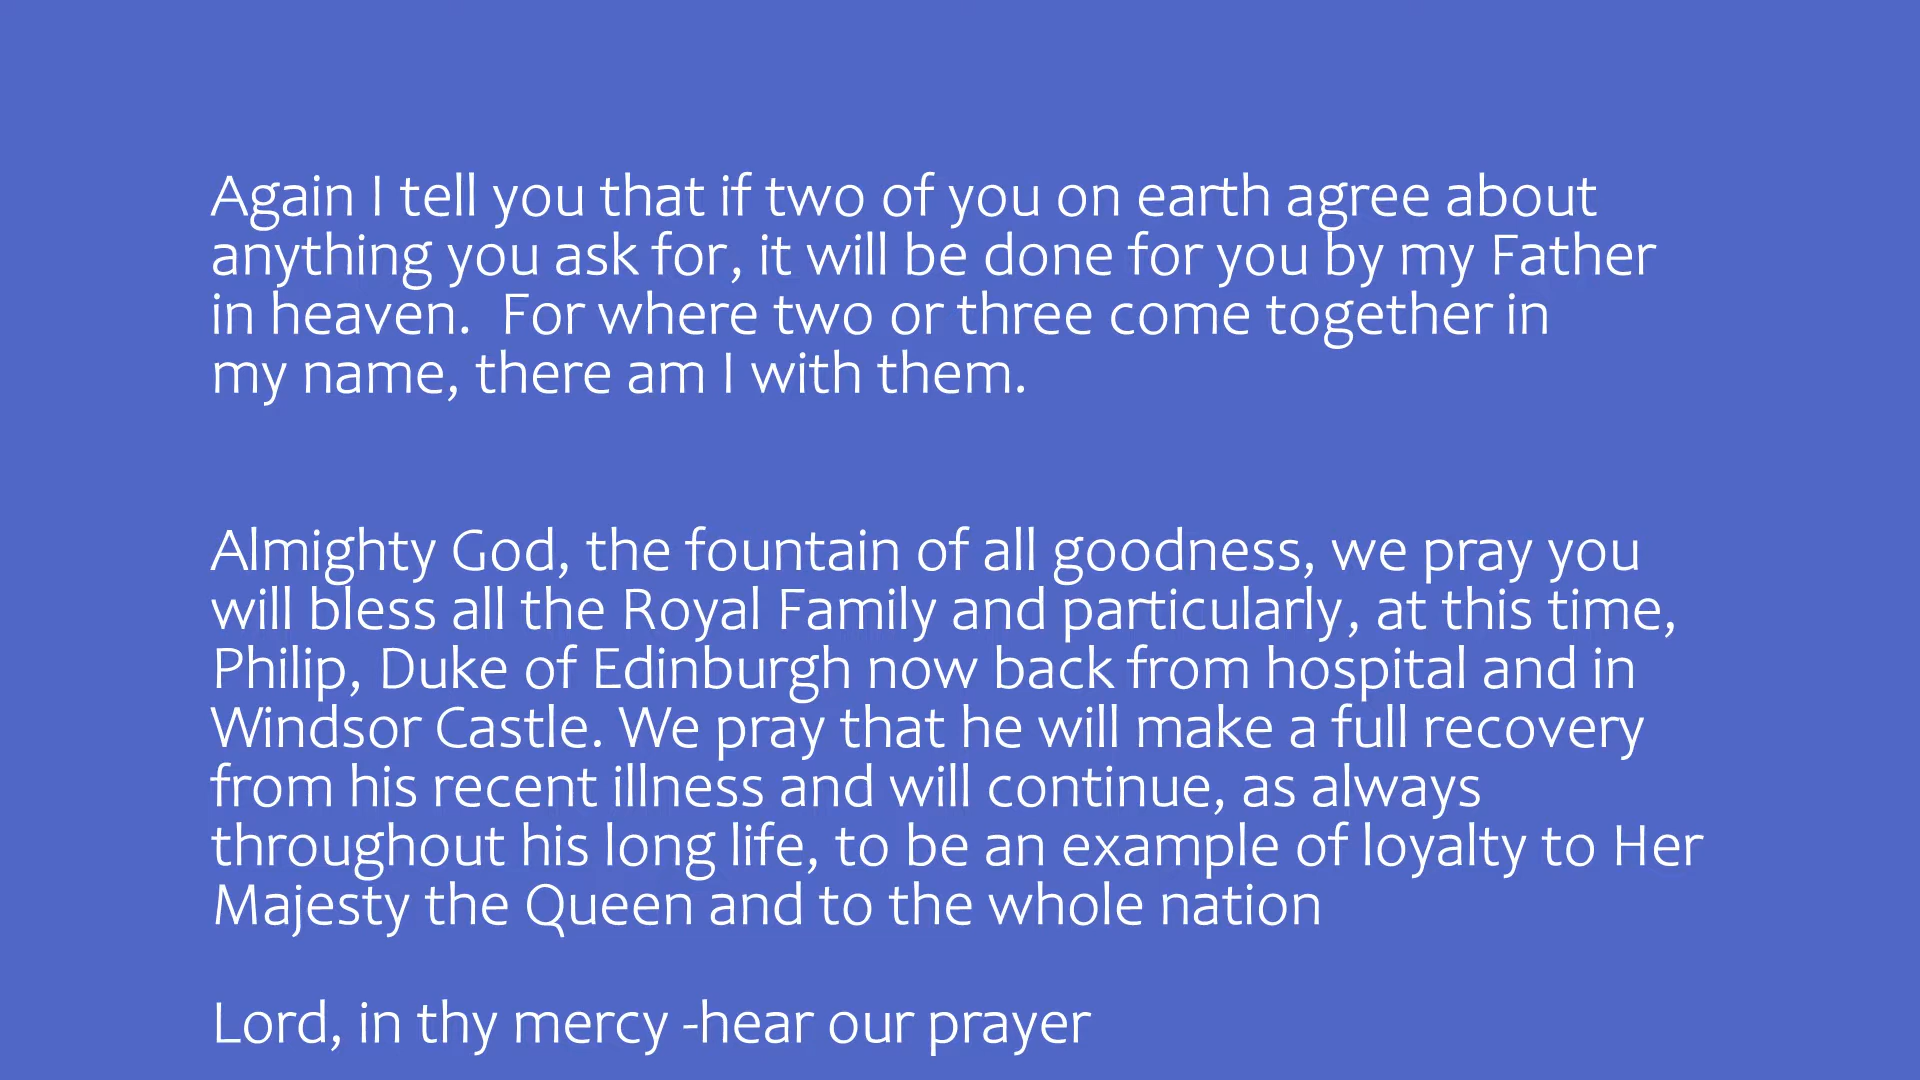 Again I tell you that if two of you on earth agree about
anything you ask for, it will be done for you by my Father
in heaven.  For where two or three come together in
my name, there am I with them.
Almighty God, the fountain of all goodness, we pray you
will bless all the Royal Family and particularly, at this time,
Philip, Duke of Edinburgh now back from hospital and in
Windsor Castle. We pray that he will make a full recovery
from his recent illness and will continue, as always
throughout his long life, to be an example of loyalty to Her
Majesty the Queen and to the whole nation
Lord, in thy mercy -hear our prayer